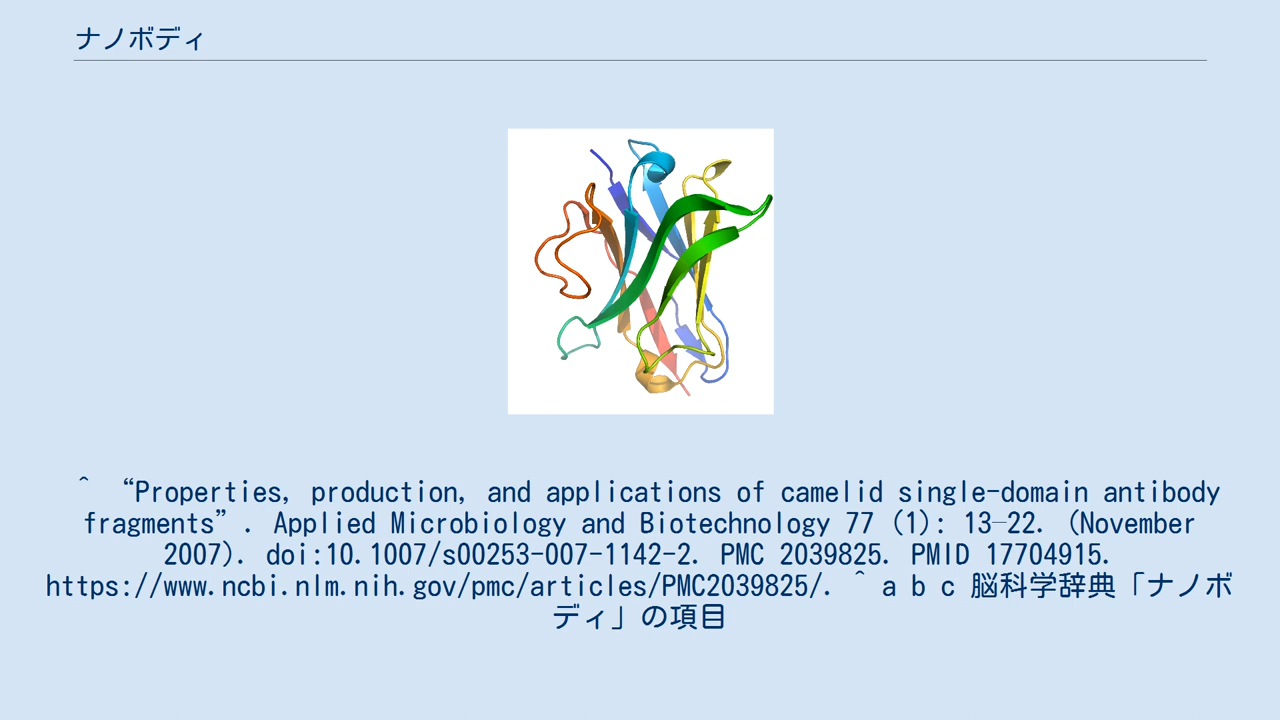 ナノボディ
^ “Properties, production, and applications of camelid single-domain antibody
fragments”. Applied Microbiology and Biotechnology 77 (1): 13–22. (November
2007). doi:10.1007/s00253-007-1142-2. PMC 2039825. PMID 17704915.
https://www.ncbi.nlm.nih.gov/pmc/articles/PMC2039825/. ^ a b c 脳科学辞典「ナノボ
ディ」の項目